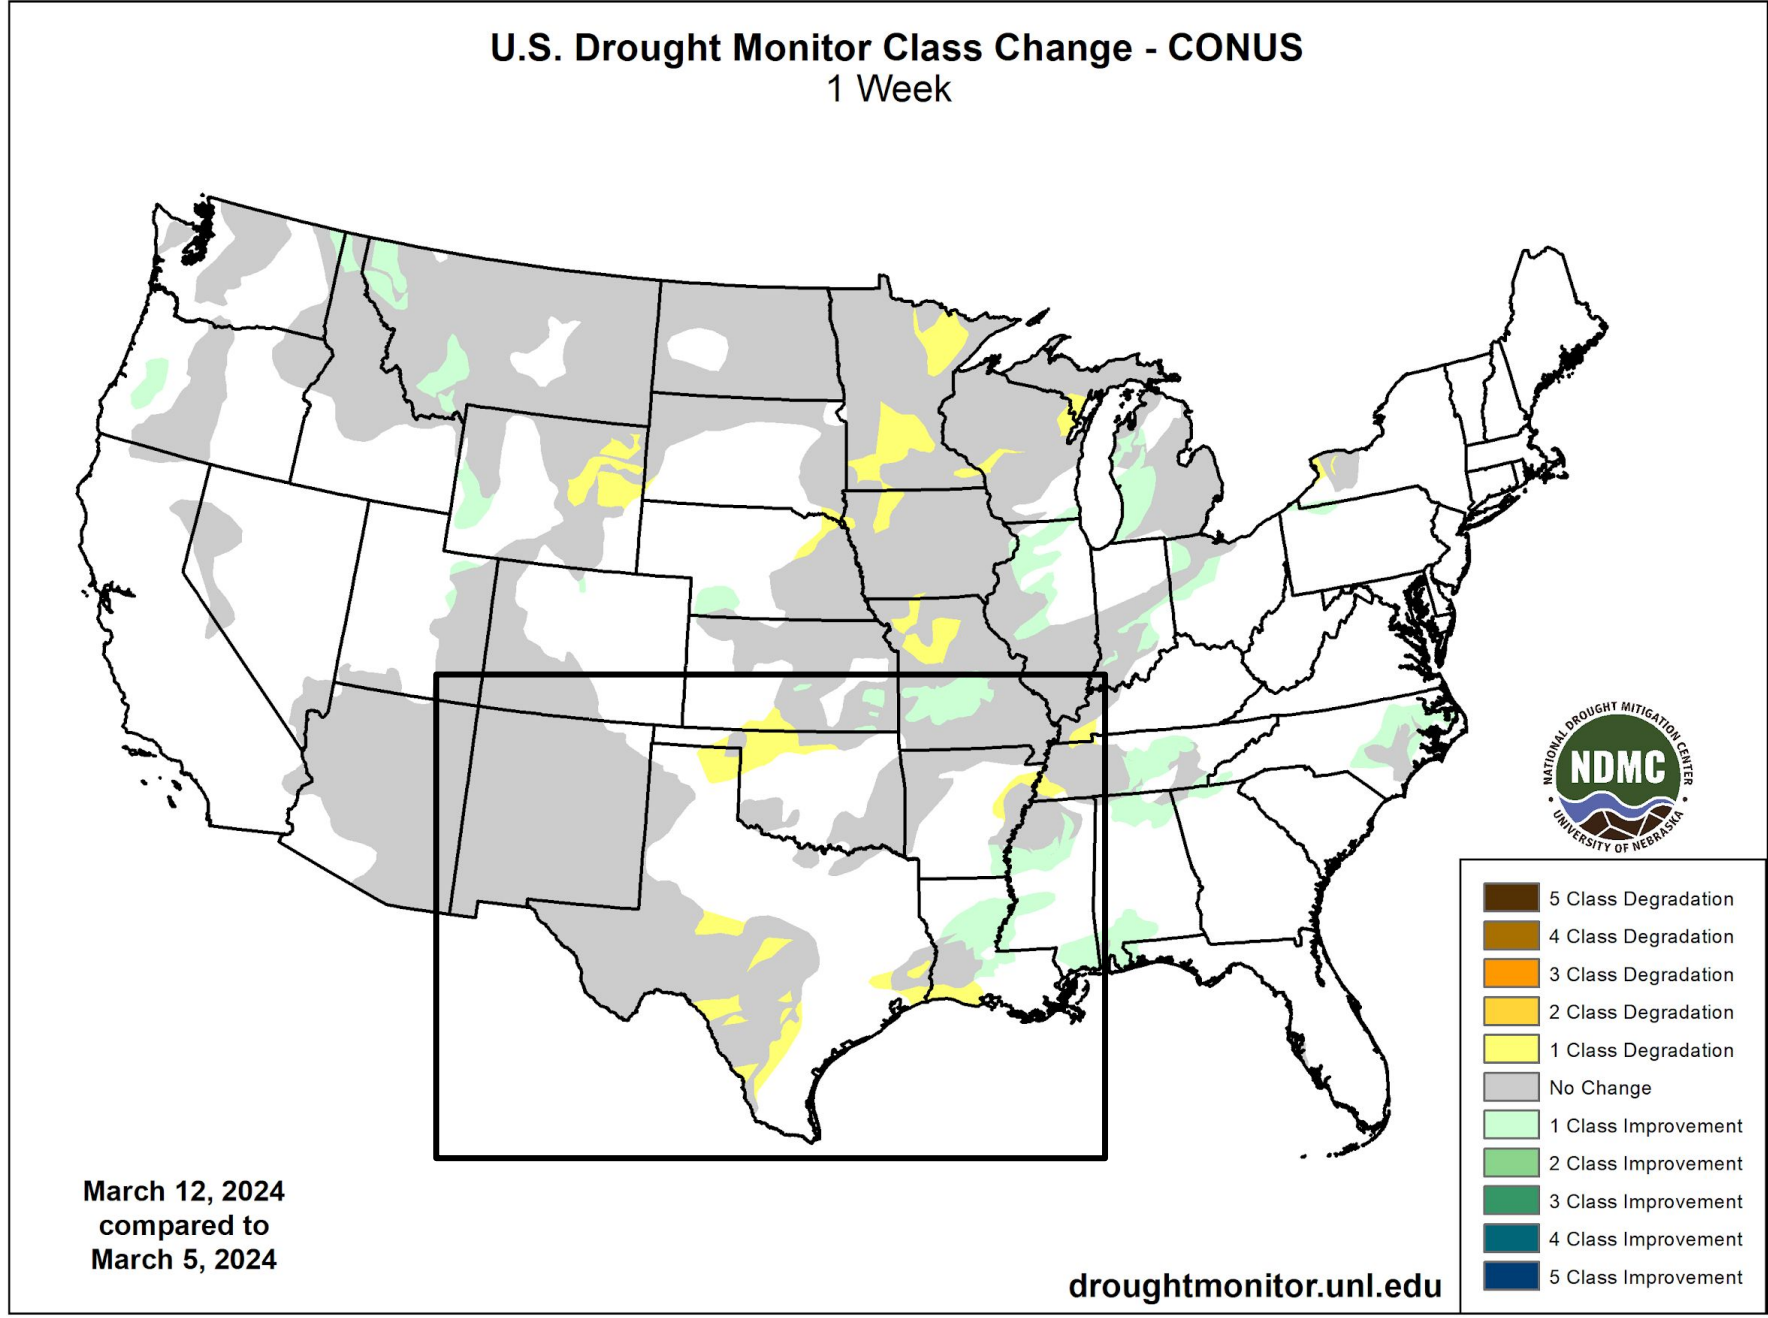 U.S. Drought Monitor Class Change - CONUS
1 Week
NATIONAL DROUGHT MITIGATION CENTER
NDMC
UNIVERSITY OF NEBRASKA
5 Class Degradation
4 Class Degradation
3 Class Degradation
2 Class Degradation
1 Class Degradation
No Change
1 Class Improvement
2 Class Improvement
3 Class Improvement
4 Class Improvement
5 Class Improvement
March 12, 2024
compared to
March 5, 2024
droughtmonitor.unl.edu